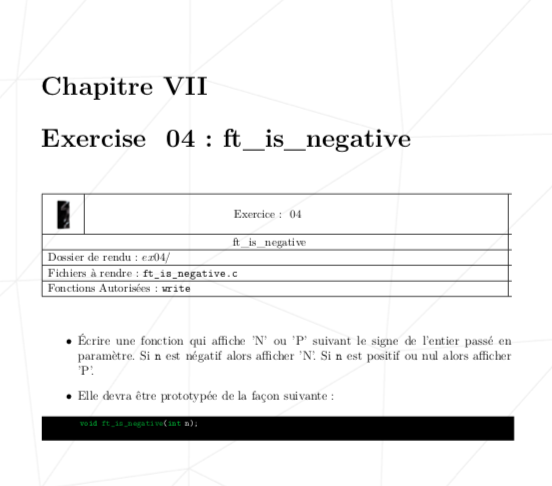 Chapitre VII
Exercise 04 : ft_is_negative
Exercice : 04
ft_is_negative
Dossier de rendu : ex04/
Fichiers à rendre : ft_is_negative.c
Fonctions Autorisées : write
• Écrire une fonction qui affiche 'N' ou 'P' suivant le signe de l'entier passé en
paramètre. Si n est négatif alors afficher 'N'. Si n est positif ou nul alors afficher
'P'.
• Elle devra être prototypée de la façon suivante :
void ft_is_negative(int n);